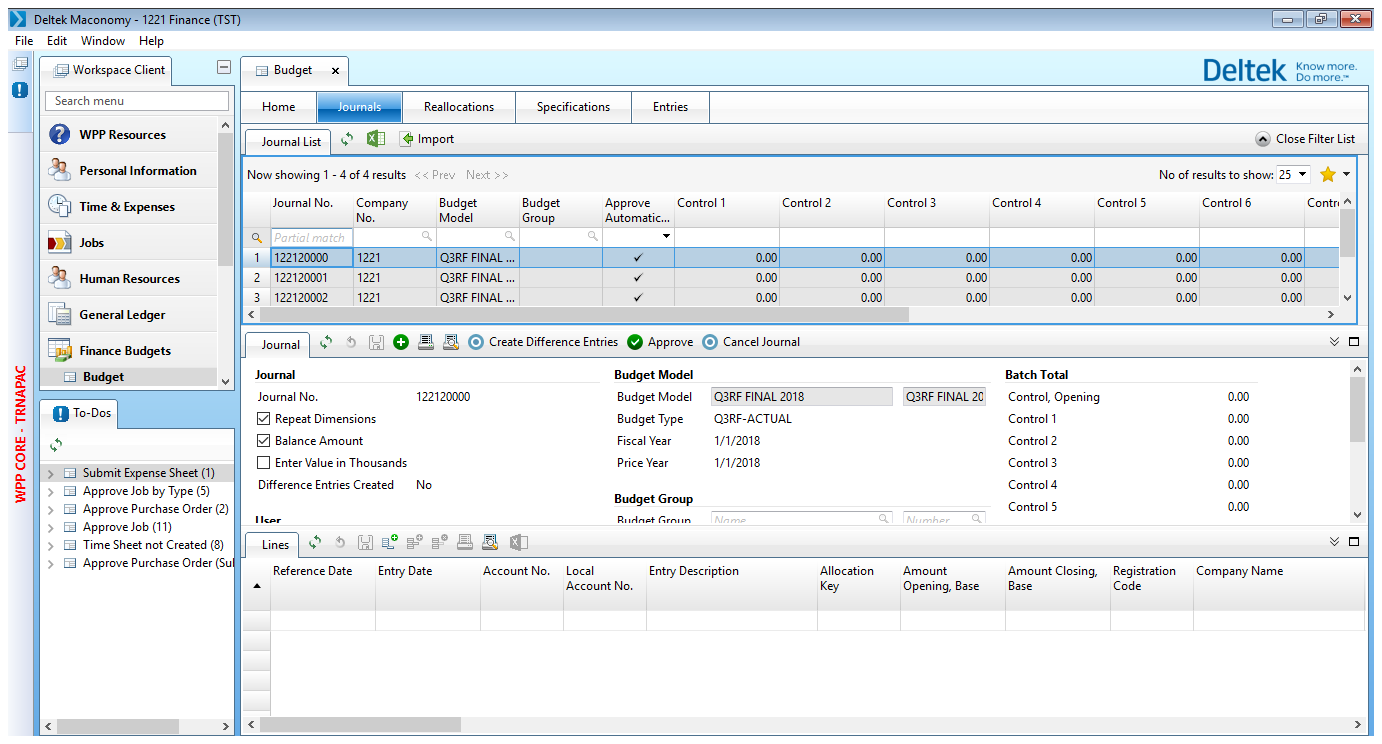 Deltek Maconomy - 1221 Finance (TST)
File Edit Window Help
Workspace Client
Search menu
WPP Resources
Personal Information
Time & Expenses
Jobs
Human Resources
General Ledger
Finance Budgets
Budget
WPP CORE - TRNAPAC
To-Dos
Submit Expense Sheet (1)
Approve Job by Type (5)
Approve Purchase Order (2)
Approve Job (11)
Time Sheet not Created (8)
Approve Purchase Order (Sul
Budget x
Deltek Know more.
Do more.™
Home Journals Reallocations Specifications Entries
Journal List Import Close Filter List
Now showing 1 - 4 of 4 results << Prev Next >> No of results to show: 25
Journal No. Company Budget Budget Approve Control 1 Control 2 Control 3 Control 4 Control 5 Control 6 Contr
No. Model Group Automatic...
Partial match
1 122120000 1221 Q3RF FINAL ... ✓ 0.00 0.00 0.00 0.00 0.00 0.00
2 122120001 1221 Q3RF FINAL ... ✓ 0.00 0.00 0.00 0.00 0.00 0.00
3 122120002 1221 Q3RF FINAL ... ✓ 0.00 0.00 0.00 0.00 0.00 0.00
Journal Create Difference Entries Approve Cancel Journal
Journal Budget Model Batch Total
Journal No. 122120000 Budget Model Q3RF FINAL 2018 Q3RF FINAL 20 Control, Opening 0.00
Repeat Dimensions Budget Type Q3RF-ACTUAL Control 1 0.00
Balance Amount Fiscal Year 1/1/2018 Control 2 0.00
Enter Value in Thousands Price Year 1/1/2018 Control 3 0.00
Difference Entries Created No Control 4 0.00
Budget Group Control 5 0.00
User Budget Group Name Number
Lines
Reference Date Entry Date Account No. Local Entry Description Allocation Amount Amount Closing, Registration Company Name
Account No. Key Opening, Base Base Code